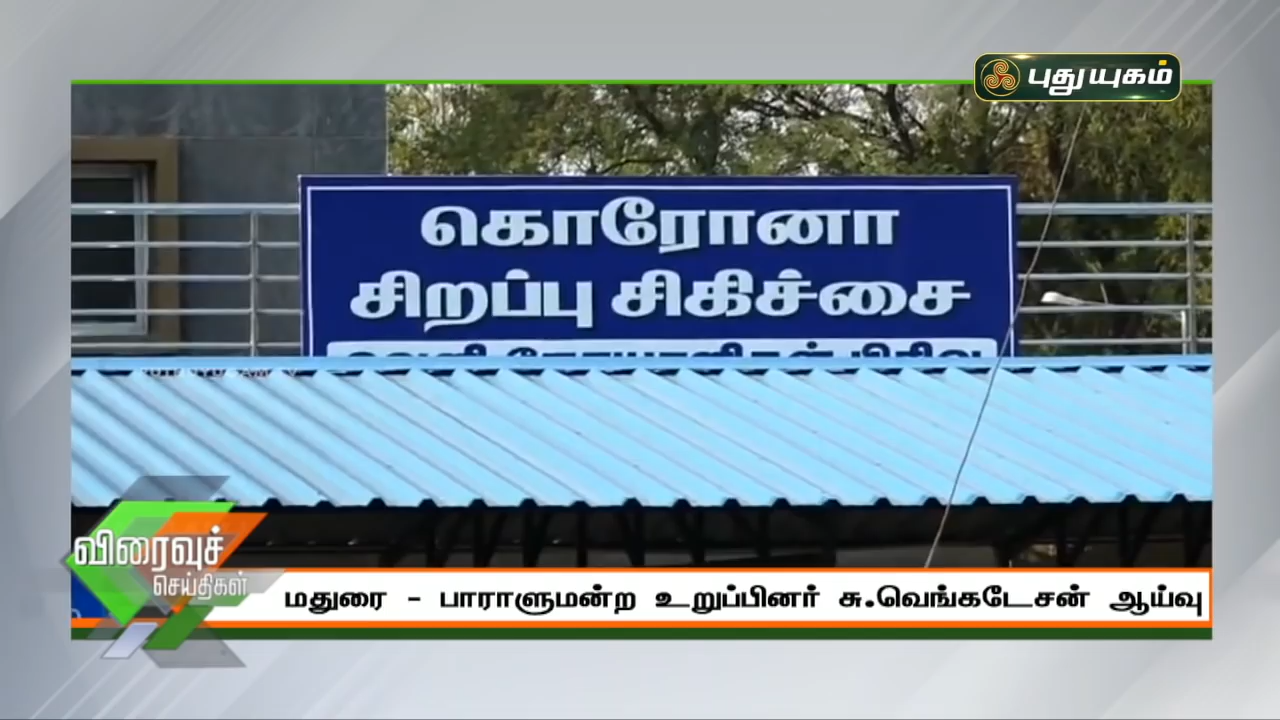 புதுயுகம்
கொரோனா
சிறப்பு சிகிச்சை
விரைவுச்
செய்திகள்
மதுரை - பாராளுமன்ற உறுப்பினர் சு.வெங்கடேசன் ஆய்வு